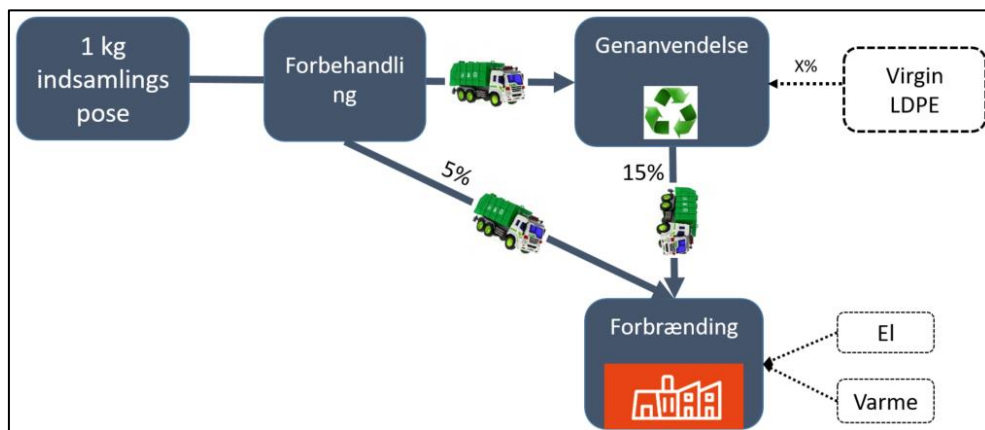 1 kg
indsamlings
pose
Forbehandli
ng
Genanvendelse
X%
Virgin
LDPE
5%
15%
Forbrænding
El
Varme